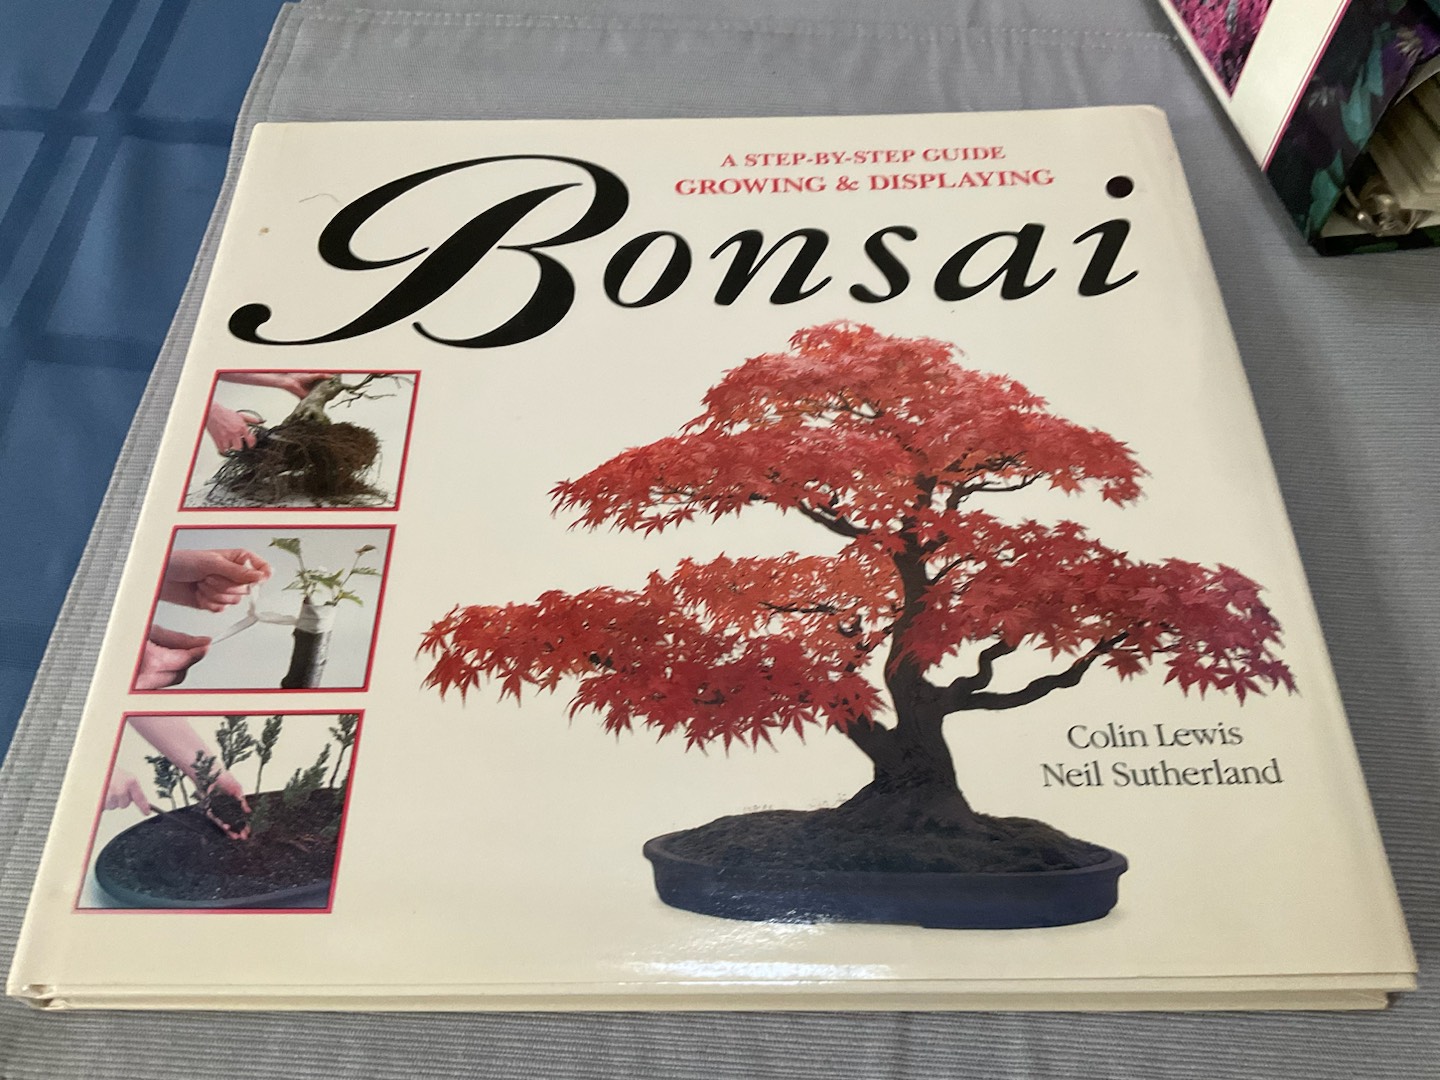 A STEP-BY-STEP GUIDE
GROWING & DISPLAYING
Bonsai
Colin Lewis
Neil Sutherland